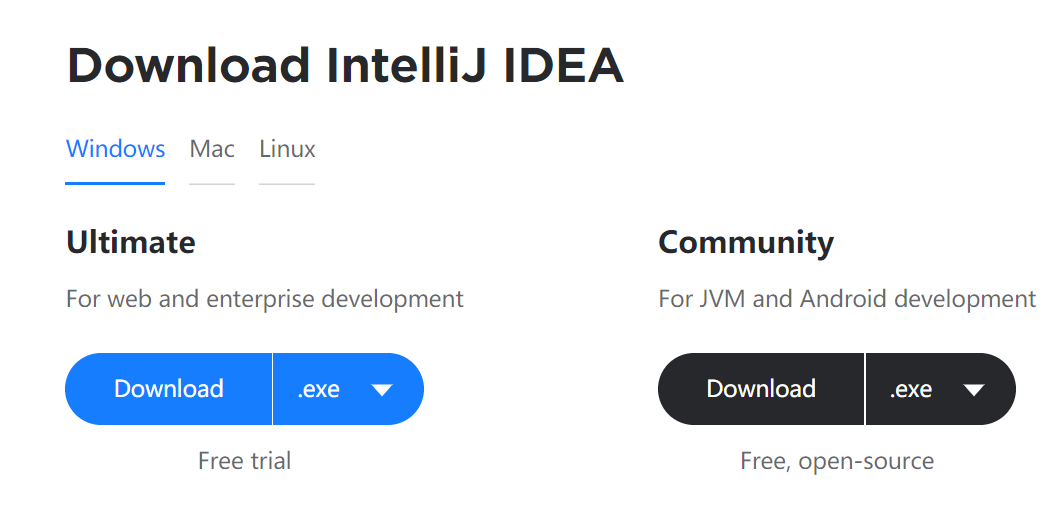 Download IntelliJ IDEA
Windows Mac Linux
Ultimate
For web and enterprise development
Download .exe
Free trial
Community
For JVM and Android development
Download .exe
Free, open-source